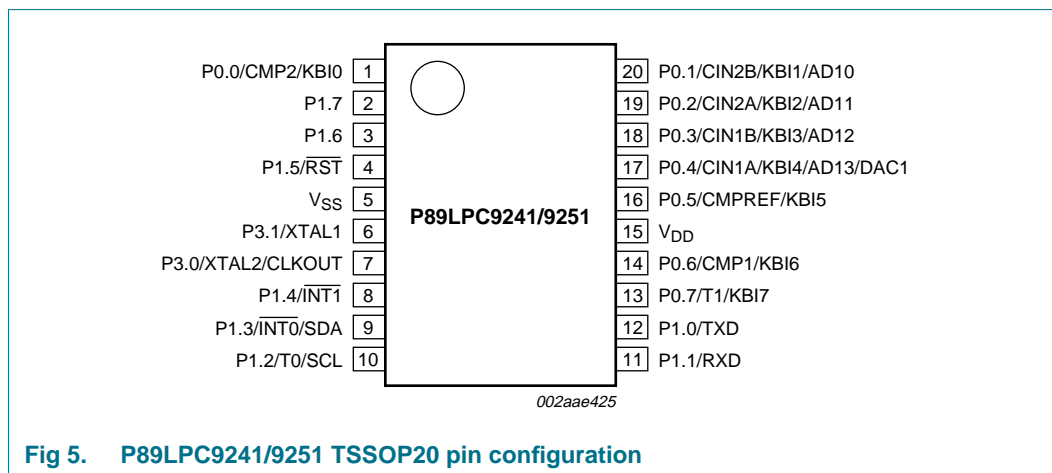 P0.0/CMP2/KBI0 1 20 P0.1/CIN2B/KBI1/AD10
P1.7 2 19 P0.2/CIN2A/KBI2/AD11
P1.6 3 18 P0.3/CIN1B/KBI3/AD12
P1.5/R̅S̅T̅ 4 17 P0.4/CIN1A/KBI4/AD13/DAC1
VSS 5 16 P0.5/CMPREF/KBI5
P89LPC9241/9251
P3.1/XTAL1 6 15 VDD
P3.0/XTAL2/CLKOUT 7 14 P0.6/CMP1/KBI6
P1.4/I̅N̅T̅1̅ 8 13 P0.7/T1/KBI7
P1.3/I̅N̅T̅0̅/SDA 9 12 P1.0/TXD
P1.2/T0/SCL 10 11 P1.1/RXD
002aae425
Fig 5. P89LPC9241/9251 TSSOP20 pin configuration